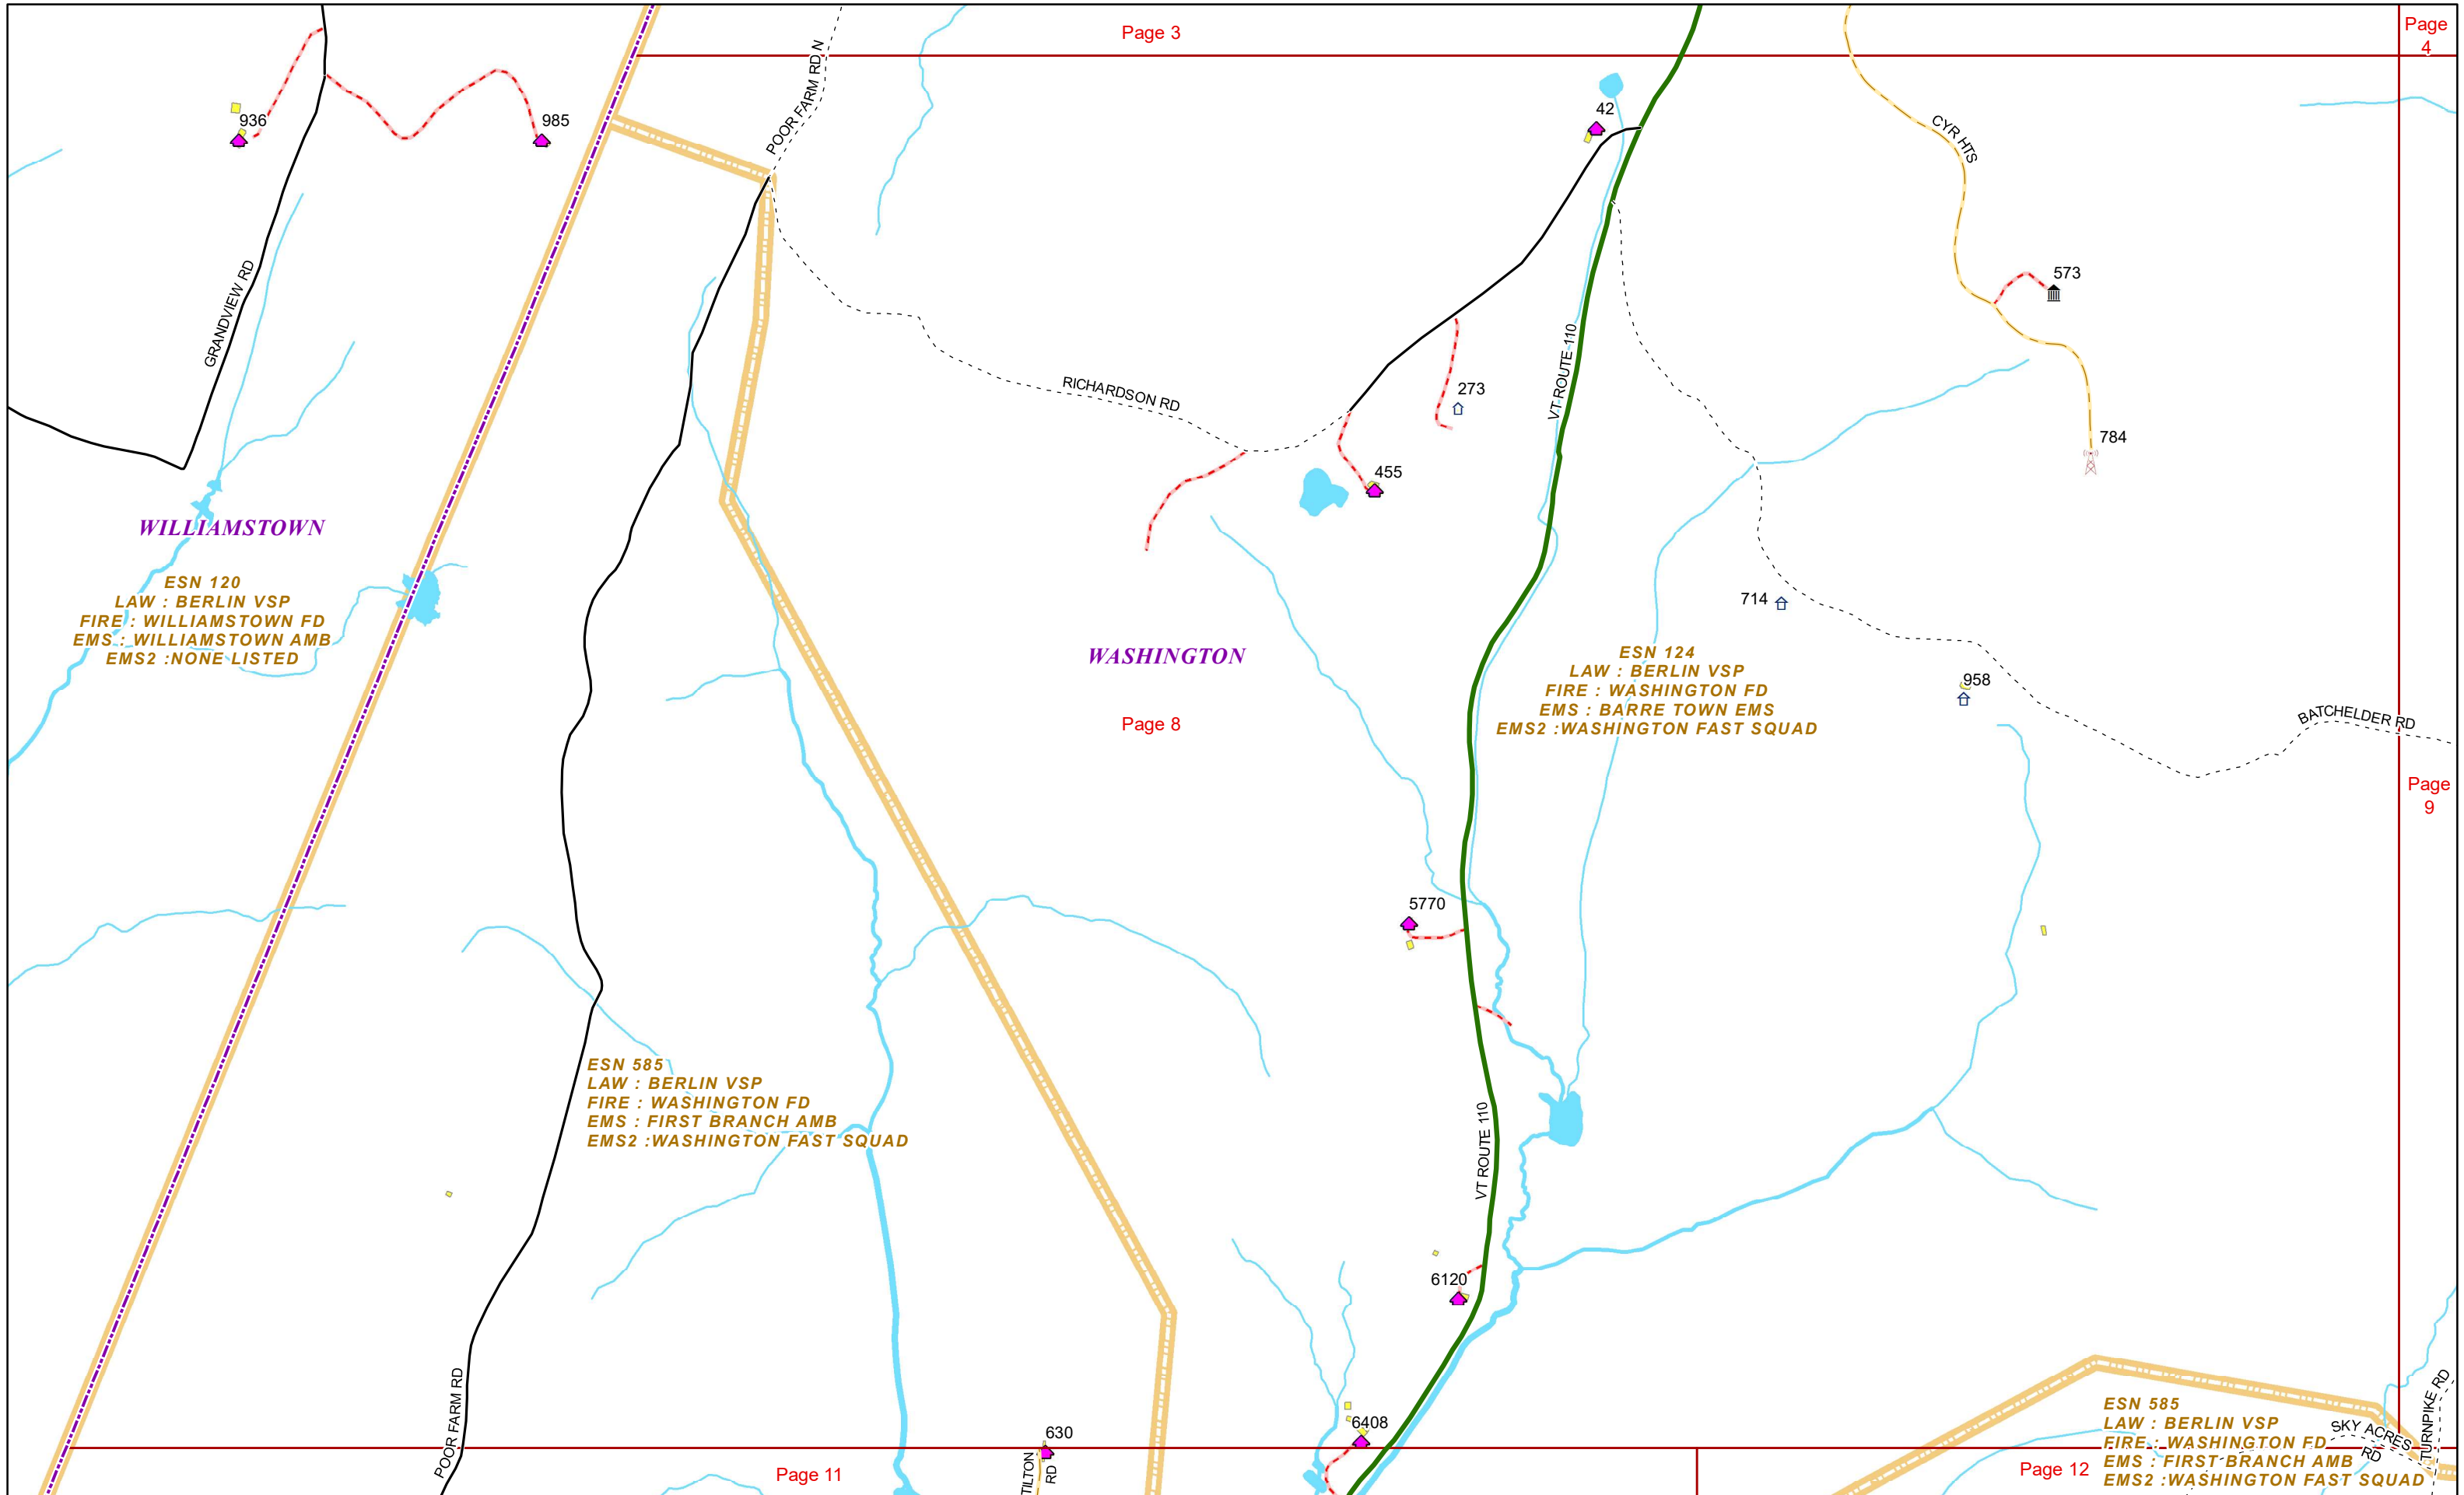 Page 3
Page
4
POOR FARM RD N
42
936
985
CYR HTS
573
GRANDVIEW RD
VT ROUTE 110
RICHARDSON RD
273
784
455
WILLIAMSTOWN
ESN 120
LAW : BERLIN VSP
FIRE : WILLIAMSTOWN FD
EMS : WILLIAMSTOWN AMB
EMS2 :NONE LISTED
714
WASHINGTON
ESN 124
LAW : BERLIN VSP
FIRE : WASHINGTON FD
EMS : BARRE TOWN EMS
EMS2 :WASHINGTON FAST SQUAD
958
Page 8
BATCHELDER RD
Page
9
5770
ESN 585
LAW : BERLIN VSP
FIRE : WASHINGTON FD
EMS : FIRST BRANCH AMB
EMS2 :WASHINGTON FAST SQUAD
VT ROUTE 110
6120
POOR FARM RD
630
6408
TILTON
RD
Page 11
Page 12
ESN 585
LAW : BERLIN VSP
FIRE : WASHINGTON FD
EMS : FIRST BRANCH AMB
EMS2 :WASHINGTON FAST SQUAD
SKY ACRES
RD
TURNPIKE RD